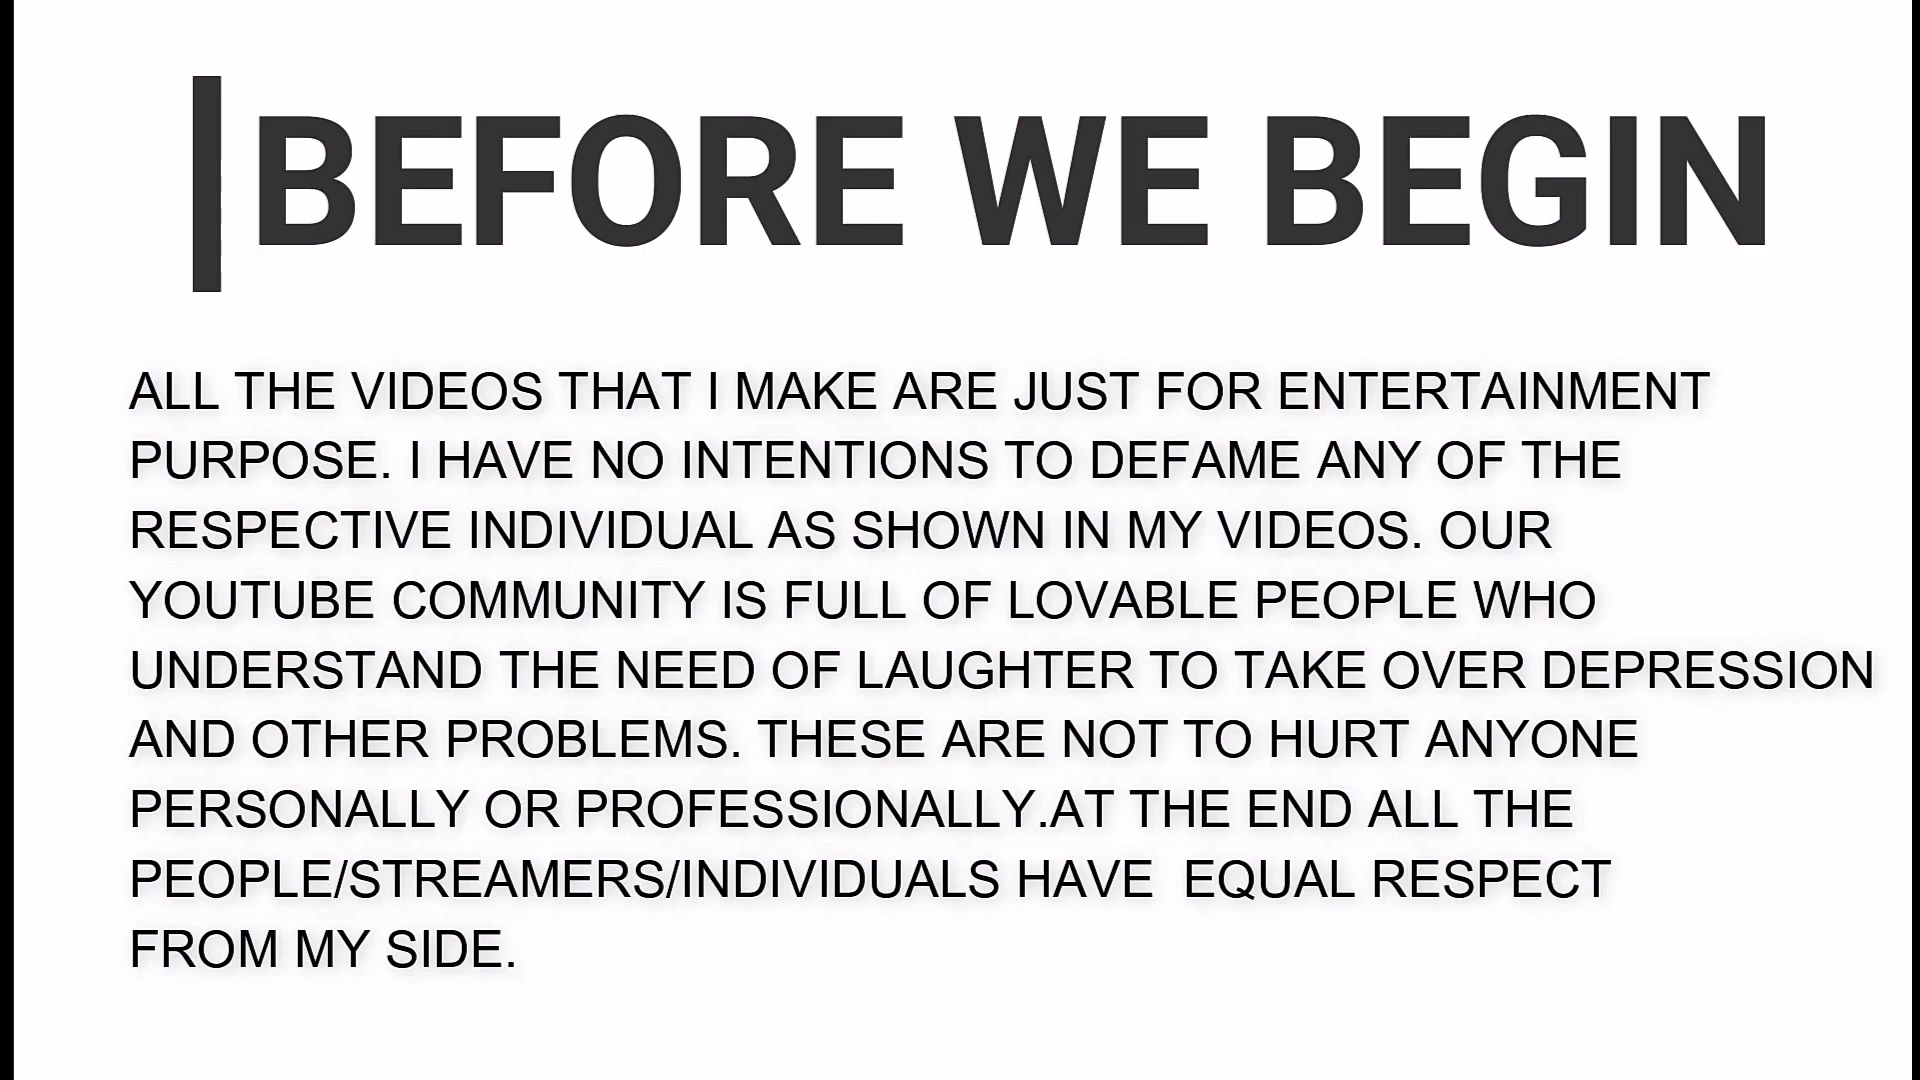 BEFORE WE BEGIN
ALL THE VIDEOS THAT I MAKE ARE JUST FOR ENTERTAINMENT
PURPOSE. I HAVE NO INTENTIONS TO DEFAME ANY OF THE
RESPECTIVE INDIVIDUAL AS SHOWN IN MY VIDEOS. OUR
YOUTUBE COMMUNITY IS FULL OF LOVABLE PEOPLE WHO
UNDERSTAND THE NEED OF LAUGHTER TO TAKE OVER DEPRESSION
AND OTHER PROBLEMS. THESE ARE NOT TO HURT ANYONE
PERSONALLY OR PROFESSIONALLY.AT THE END ALL THE
PEOPLE/STREAMERS/INDIVIDUALS HAVE  EQUAL RESPECT
FROM MY SIDE.